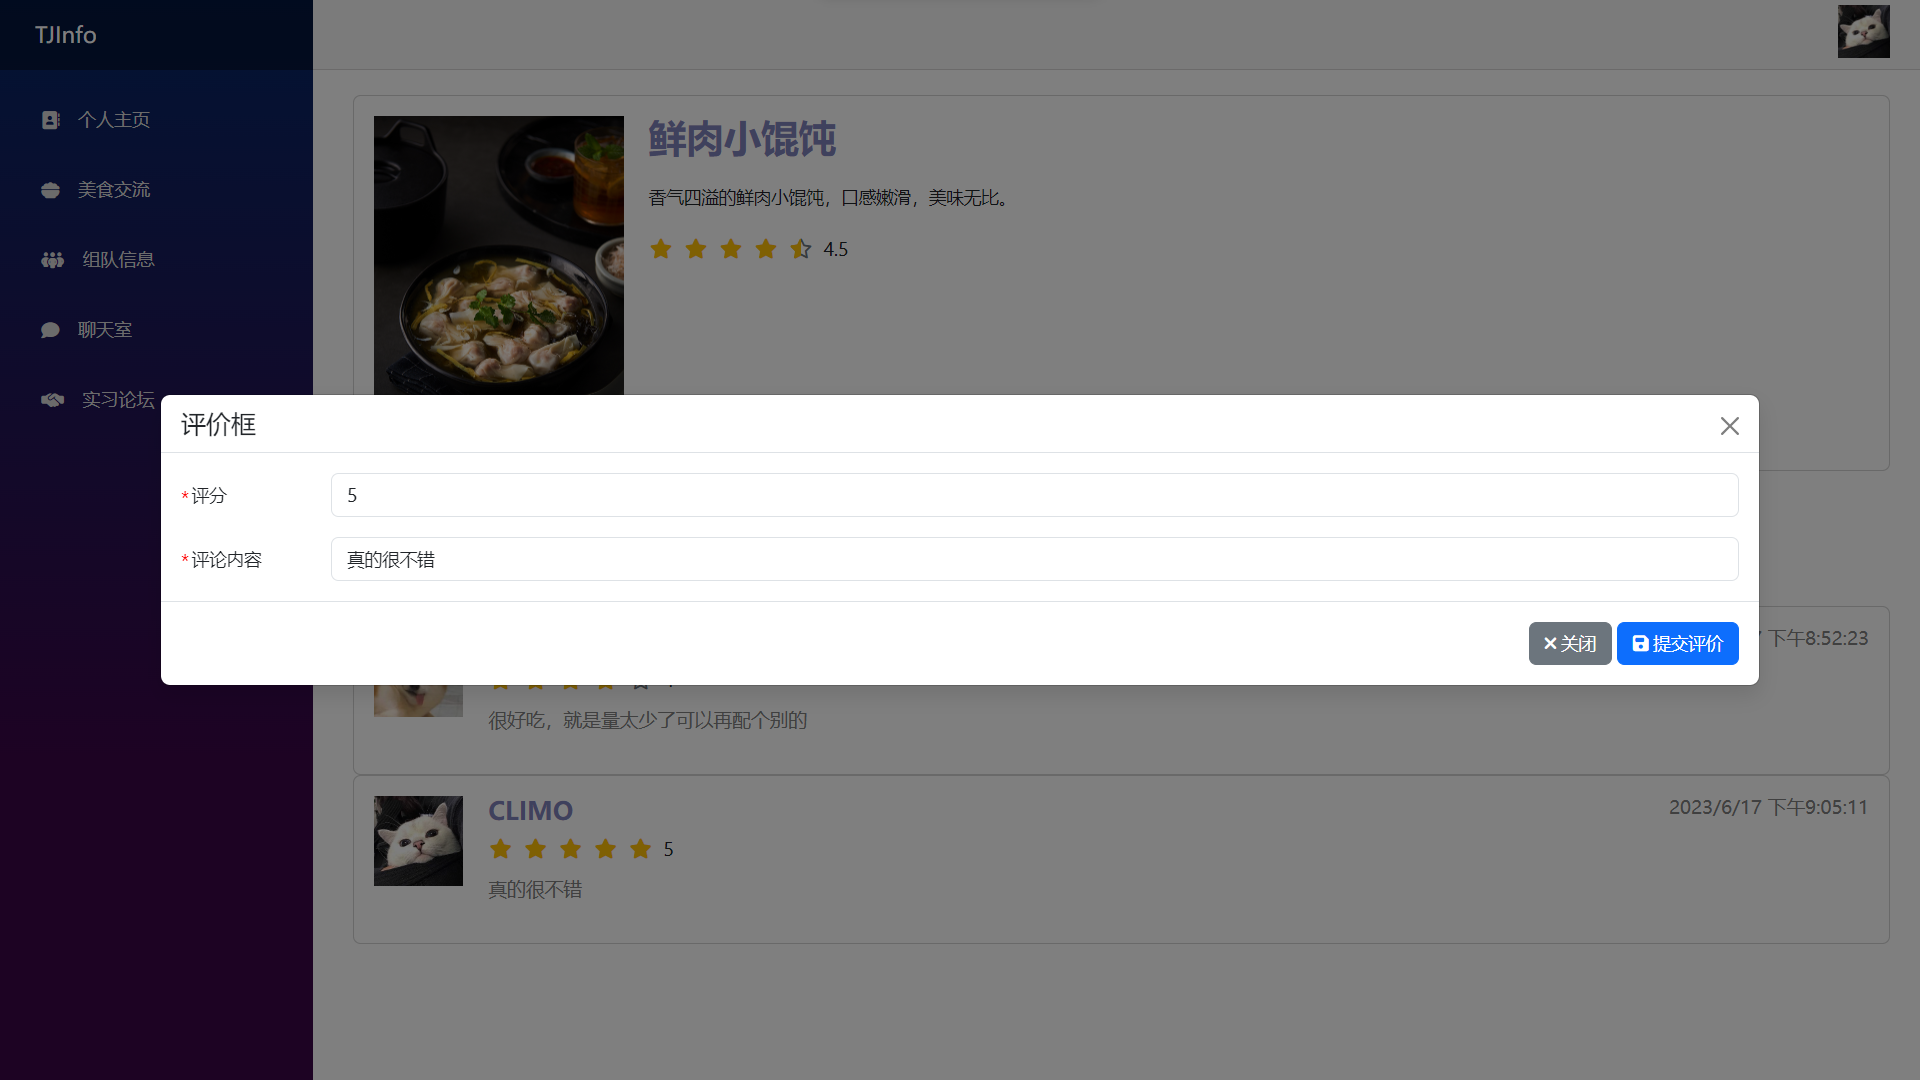 TJInfo
个人主页
美食交流
组队信息
聊天室
实习论坛
鲜肉小馄饨
香气四溢的鲜肉小馄饨，口感嫩滑，美味无比。
4.5
评价框
*评分
5
*评论内容
真的很不错
关闭 提交评价
下午8:52:23
很好吃，就是量太少了可以再配个别的
CLIMO
2023/6/17 下午9:05:11
5
真的很不错